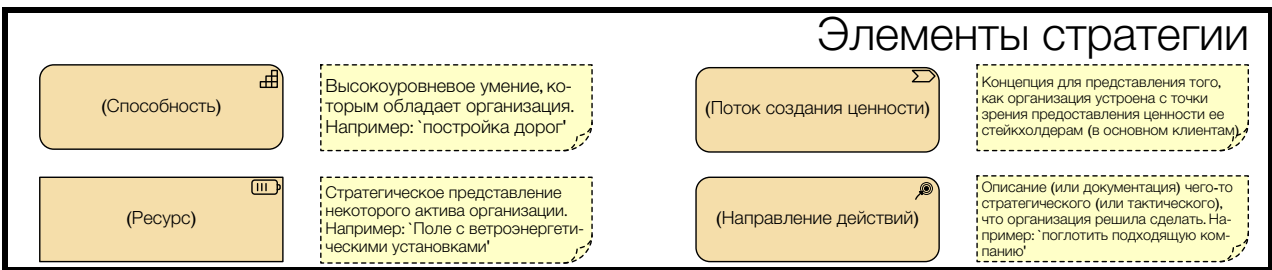 Элементы стратегии
(Способность)
Высокоуровневое умение, ко-
торым обладает организация.
Например: `постройка дорог'
(Поток создания ценности)
Концепция для представления того,
как организация устроена с точки
зрения предоставления ценности ее
стейкхолдерам (в основном клиентам)
(Ресурс)
Стратегическое представление
некоторого актива организации.
Например: `Поле с ветроэнергети-
ческими установками'
(Направление действий)
Описание (или документация) чего-то
стратегического (или тактического),
что организация решила сделать. На-
пример: `поглотить подходящую ком-
панию'